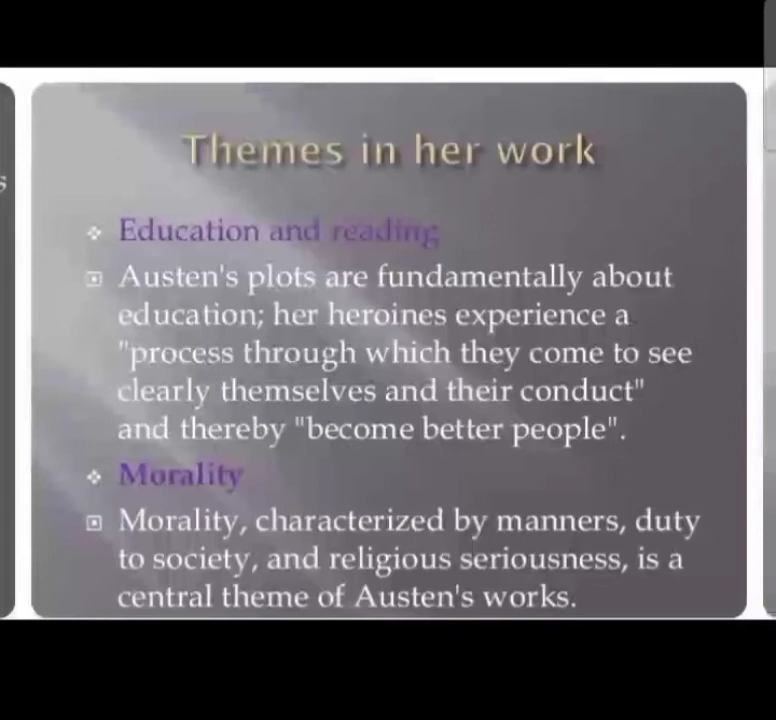 Themes in her work
Education and reading
Austen's plots are fundamentally about
education; her heroines experience a
"process through which they come to see
clearly themselves and their conduct"
and thereby "become better people".
Morality
Morality, characterized by manners, duty
to society, and religious seriousness, is a
central theme of Austen's works.